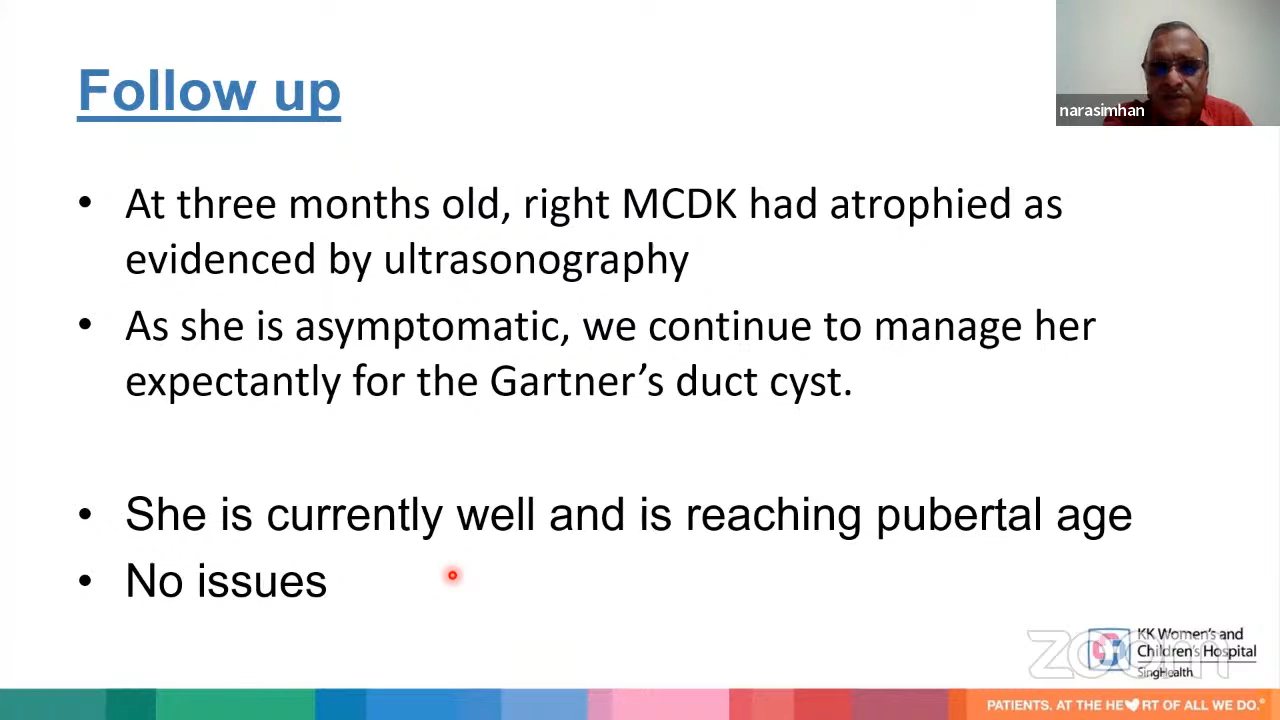 Follow up
narasimhan
• At three months old, right MCDK had atrophied as
evidenced by ultrasonography
• As she is asymptomatic, we continue to manage her
expectantly for the Gartner’s duct cyst.
• She is currently well and is reaching pubertal age
• No issues
zoom
KK Women's and
Children's Hospital
SingHealth
PATIENTS. AT THE HE♥RT OF ALL WE DO.®